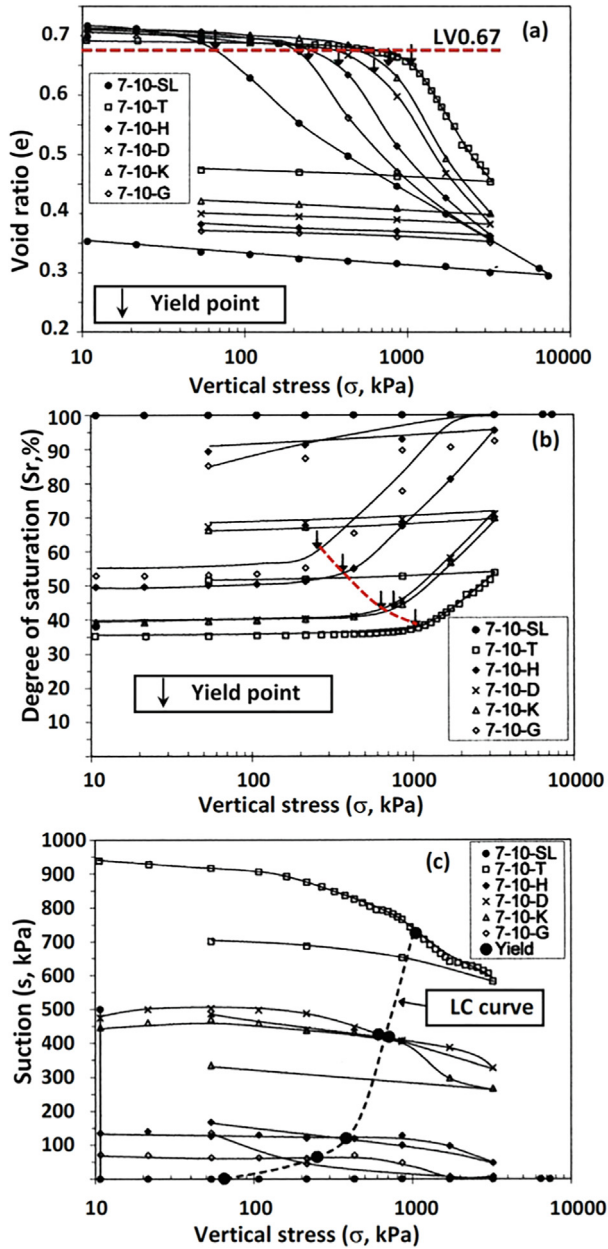 0.7
0.6
0.5
0.4
0.3
0.2
Void ratio (e)
LV0.67
(a)
7-10-SL
7-10-T
7-10-H
7-10-D
7-10-K
7-10-G
Yield point
10
100
1000
10000
Vertical stress (σ, kPa)
100
90
80
70
60
50
40
30
20
10
Degree of saturation (Sr,%)
(b)
Yield point
7-10-SL
7-10-T
7-10-H
7-10-D
7-10-K
7-10-G
10
100
1000
10000
Vertical stress (σ, kPa)
1000
900
800
700
600
500
400
300
200
100
Suction (s, kPa)
(c)
7-10-SL
7-10-T
7-10-H
7-10-D
7-10-K
7-10-G
Yield
LC curve
10
100
1000
10000
Vertical stress (σ, kPa)